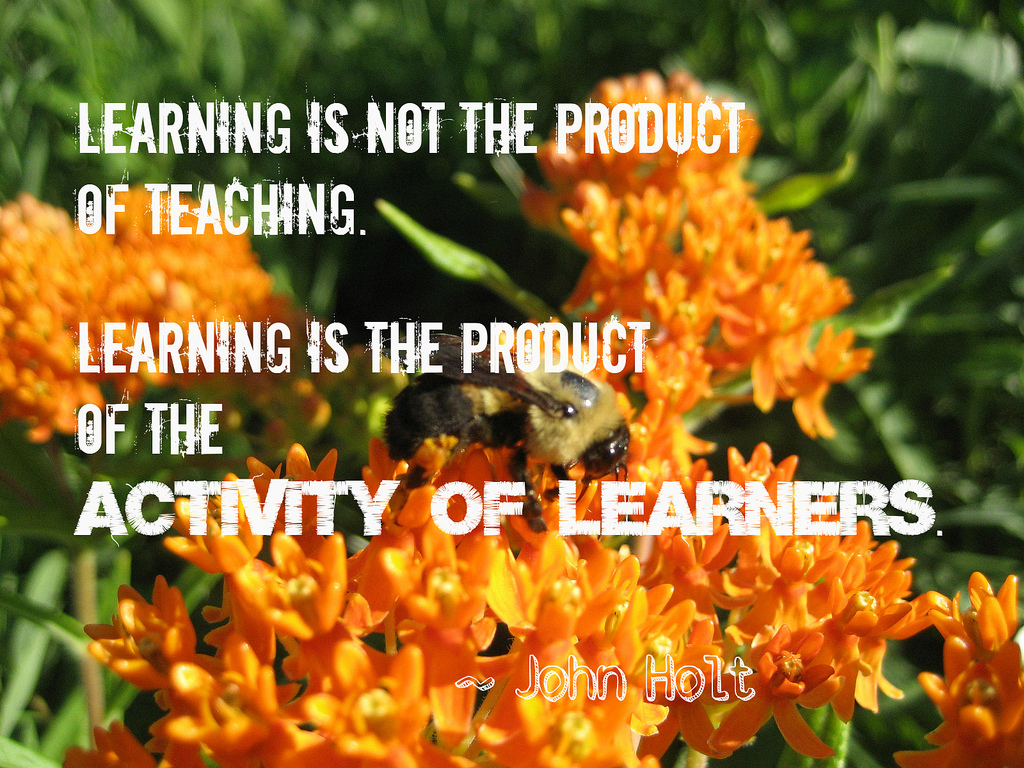 LEARNING IS NOT THE PRODUCT
OF TEACHING.
LEARNING IS THE PRODUCT
OF THE
ACTIVITY OF LEARNERS.
~ John Holt